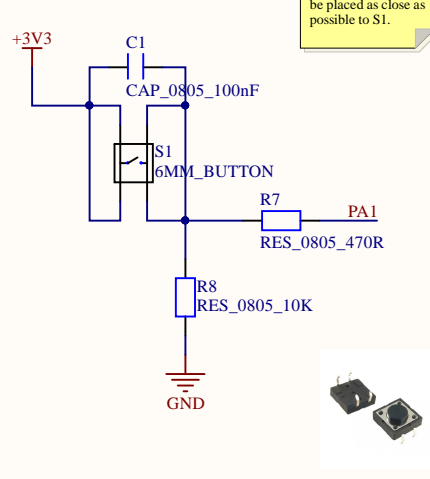 be placed as close as
possible to S1.
+3V3
C1
CAP_0805_100nF
S1
6MM_BUTTON
R7
PA1
RES_0805_470R
R8
RES_0805_10K
GND